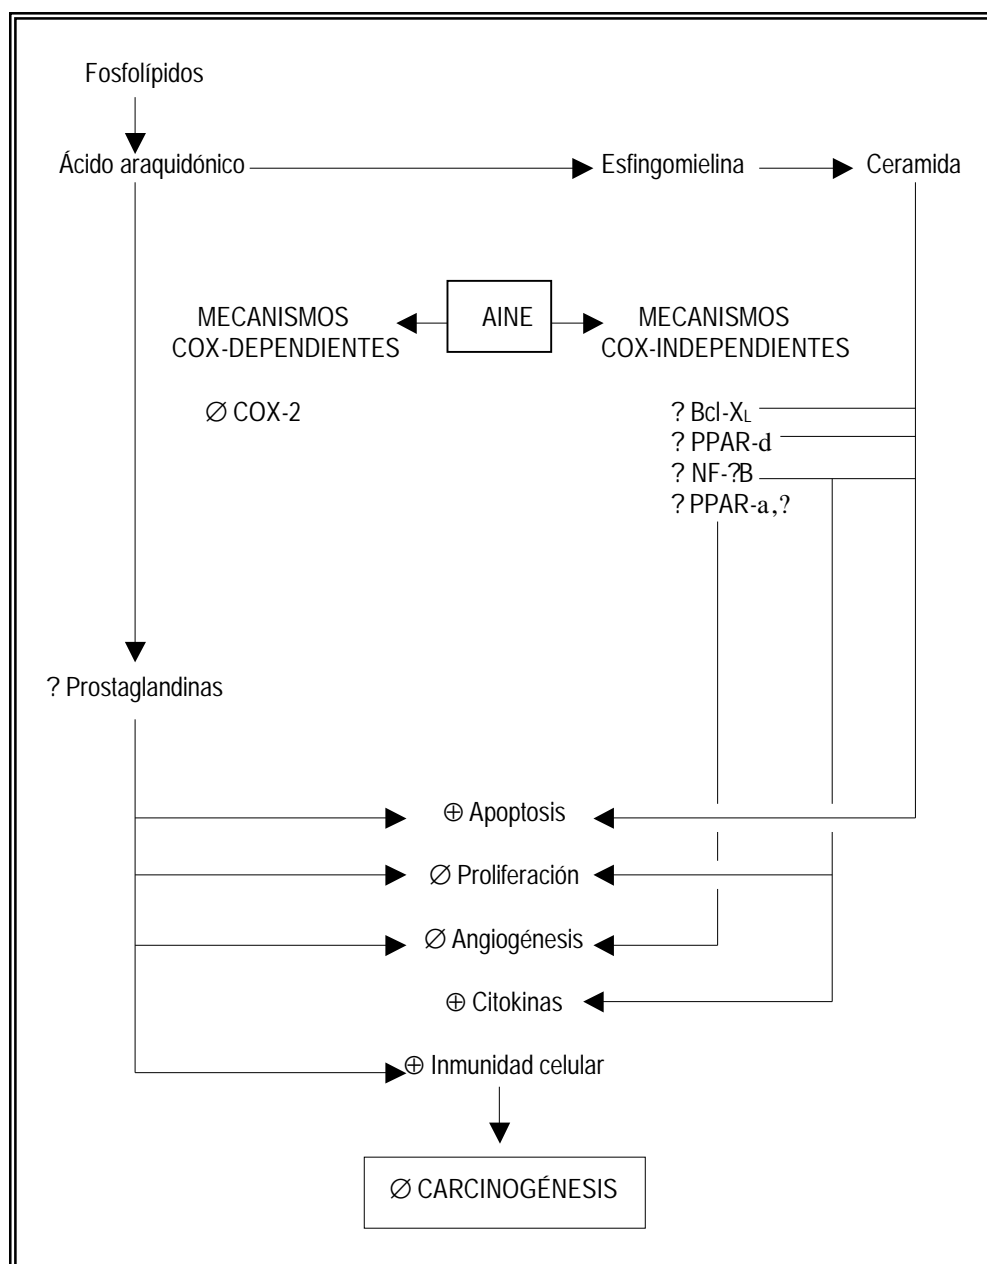 Fosfolípidos
Ácido araquidónico
Esfingomielina
Ceramida
MECANISMOS
COX-DEPENDIENTES
AINE
MECANISMOS
COX-INDEPENDIENTES
∅ COX-2
? Bcl-XL
? PPAR-d
? NF-?B
? PPAR-a,?
? Prostaglandinas
⊕ Apoptosis
∅ Proliferación
∅ Angiogénesis
⊕ Citokinas
⊕ Inmunidad celular
∅ CARCINOGÉNESIS